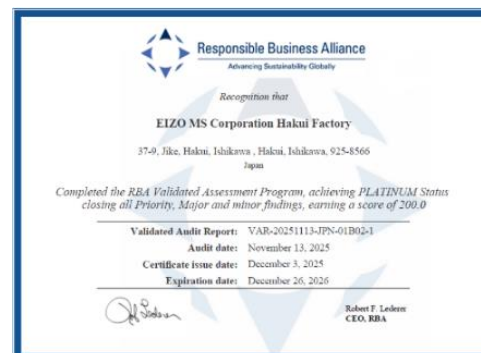 Responsible Business Alliance
Advancing Sustainability Globally
Recognition that
EIZO MS Corporation Hakui Factory
37-9, Jike, Hakui, Ishikawa , Hakui, Ishikawa, 925-8566
Japan
Completed the RBA Validated Assessment Program, achieving PLATINUM Status
closing all Priority, Major and minor findings, earning a score of 200.0
Validated Audit Report: VAR-20251113-JPN-01B02-1
Audit date: November 13, 2025
Certificate issue date: December 3, 2025
Expiration date: December 26, 2026
Robert F. Lederer
CEO, RBA